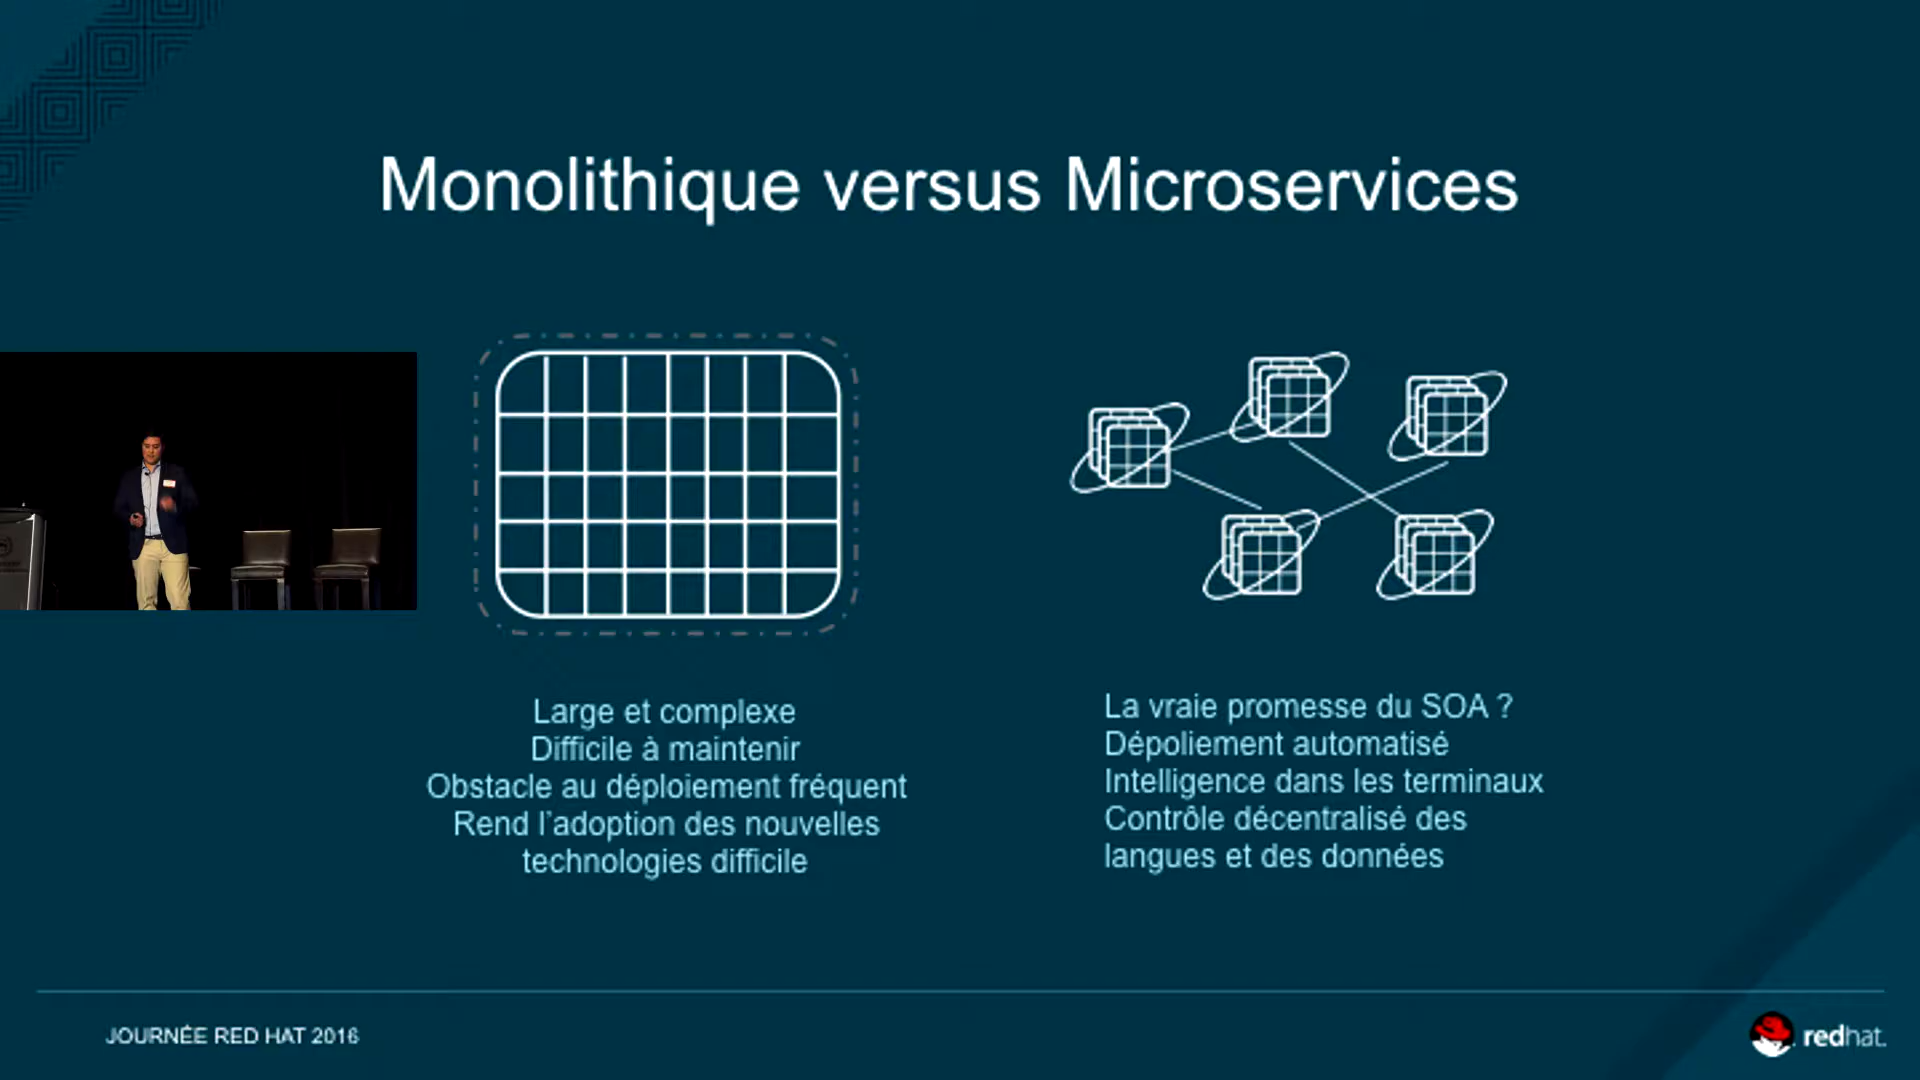 Monolithique versus Microservices
Large et complexe
Difficile à maintenir
Obstacle au déploiement fréquent
Rend l'adoption des nouvelles
technologies difficile
La vraie promesse du SOA ?
Dépoliement automatisé
Intelligence dans les terminaux
Contrôle décentralisé des
langues et des données
JOURNÉE RED HAT 2016
redhat.